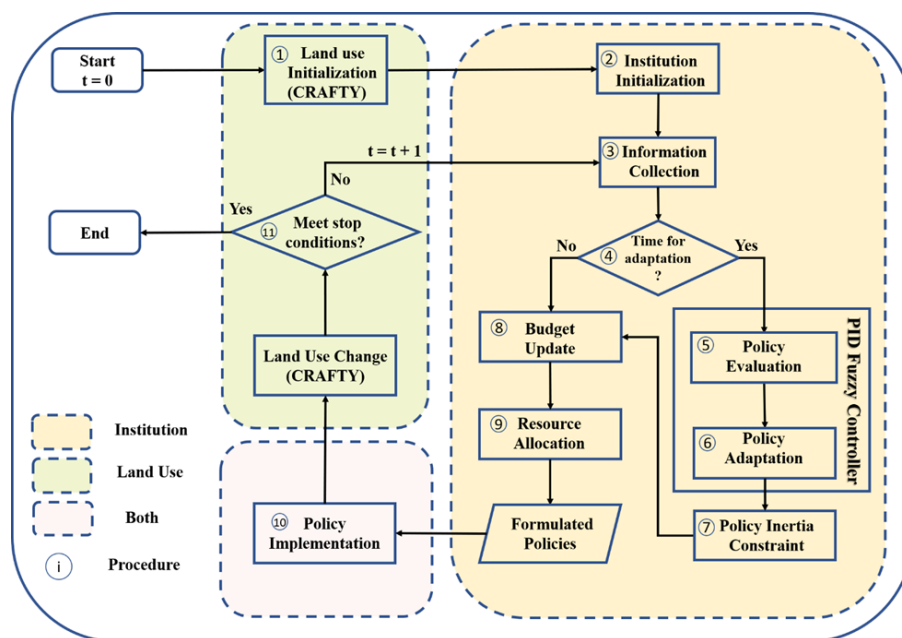 Start
t = 0
① Land use
Initialization
(CRAFTY)
② Institution
Initialization
t = t + 1
③ Information
Collection
No
Yes
End
⑪ Meet stop
conditions?
No
④ Time for
adaptation
?
Yes
⑧ Budget
Update
PID Fuzzy Controller
⑤ Policy
Evaluation
Land Use Change
(CRAFTY)
⑨ Resource
Allocation
⑥ Policy
Adaptation
Institution
Land Use
Both
ⓘ Procedure
⑩ Policy
Implementation
Formulated
Policies
⑦ Policy Inertia
Constraint